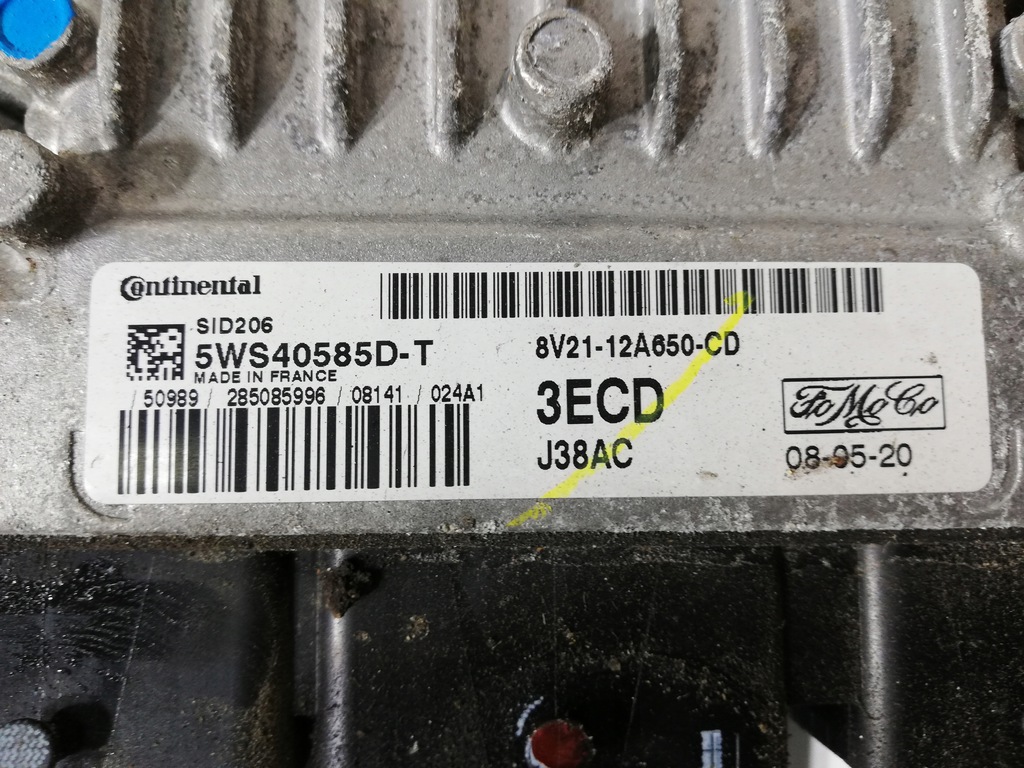 Continental
SID206
5WS40585D-T
MADE IN FRANCE
/ 50989 / 285085996 / 08141 / 024A1
8V21-12A650-CD
3ECD
J38AC
FoMoCo
08-05-20